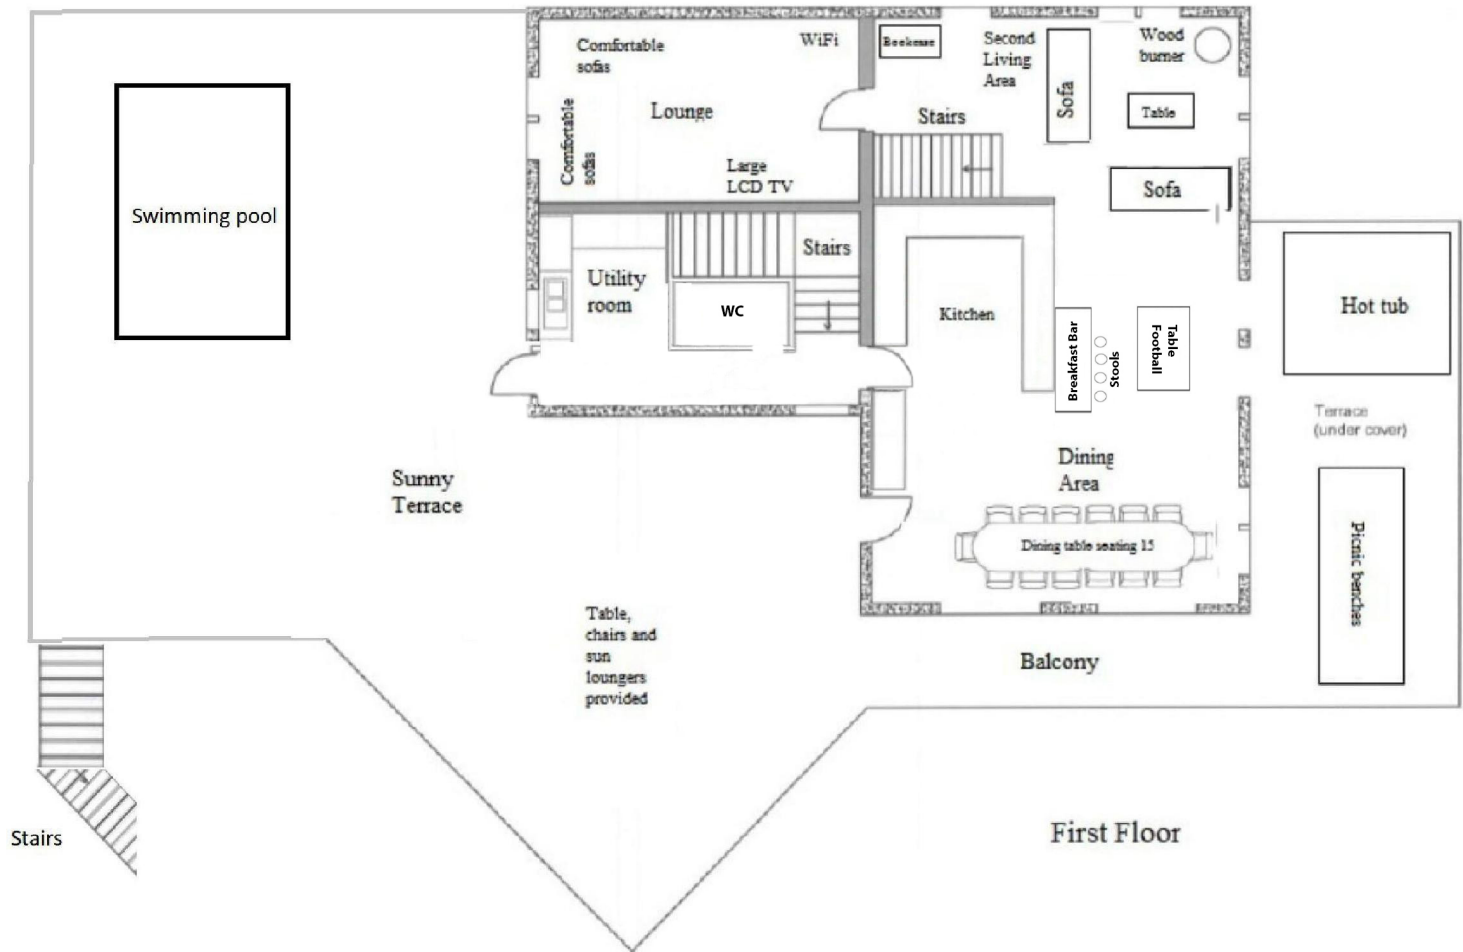 Comfortable
sofas
WiFi
Lounge
Comfortable
sofas
Large
LCD TV
Bookcase
Second
Living
Area
Sofa
Wood
burner
Table
Stairs
Sofa
Swimming pool
Stairs
Utility
room
WC
Kitchen
Breakfast Bar
Stools
Table
Football
Hot tub
Terrace
(under cover)
Dining
Area
Dining table seating 15
Picnic benches
Sunny
Terrace
Table,
chairs and
sun
loungers
provided
Balcony
Stairs
First Floor